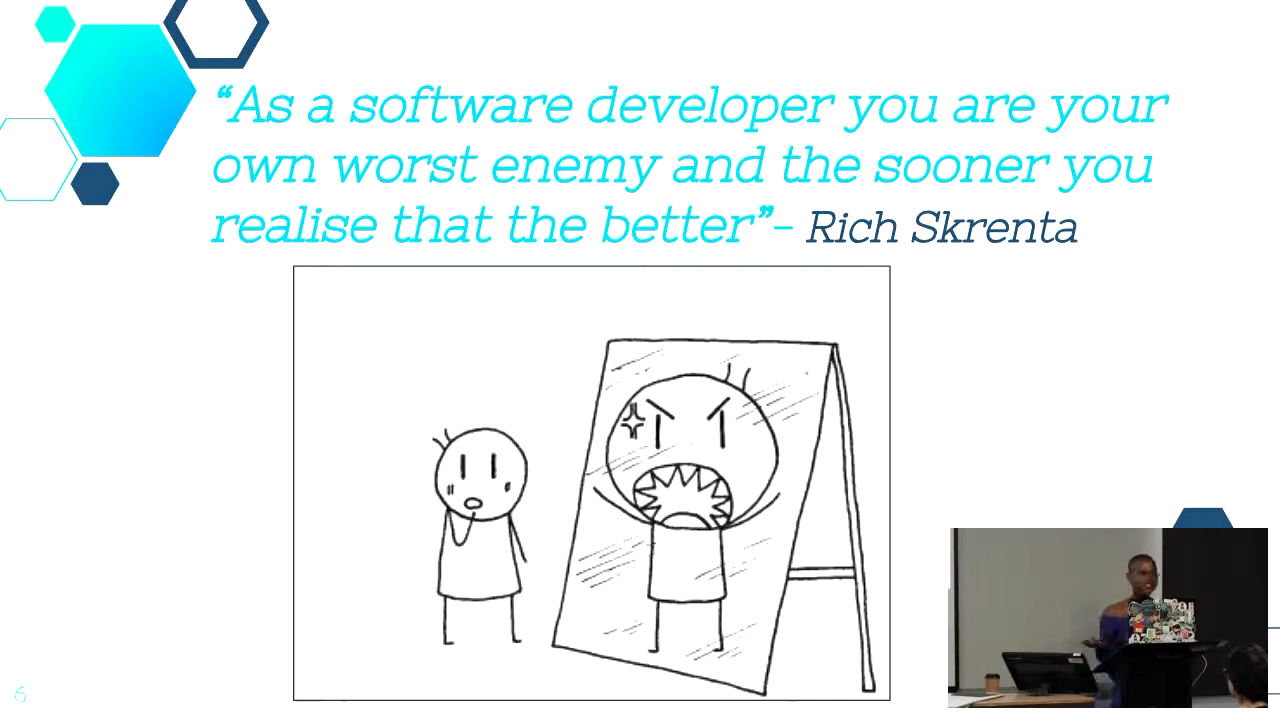 “As a software developer you are your
own worst enemy and the sooner you
realise that the better”- Rich Skrenta
6